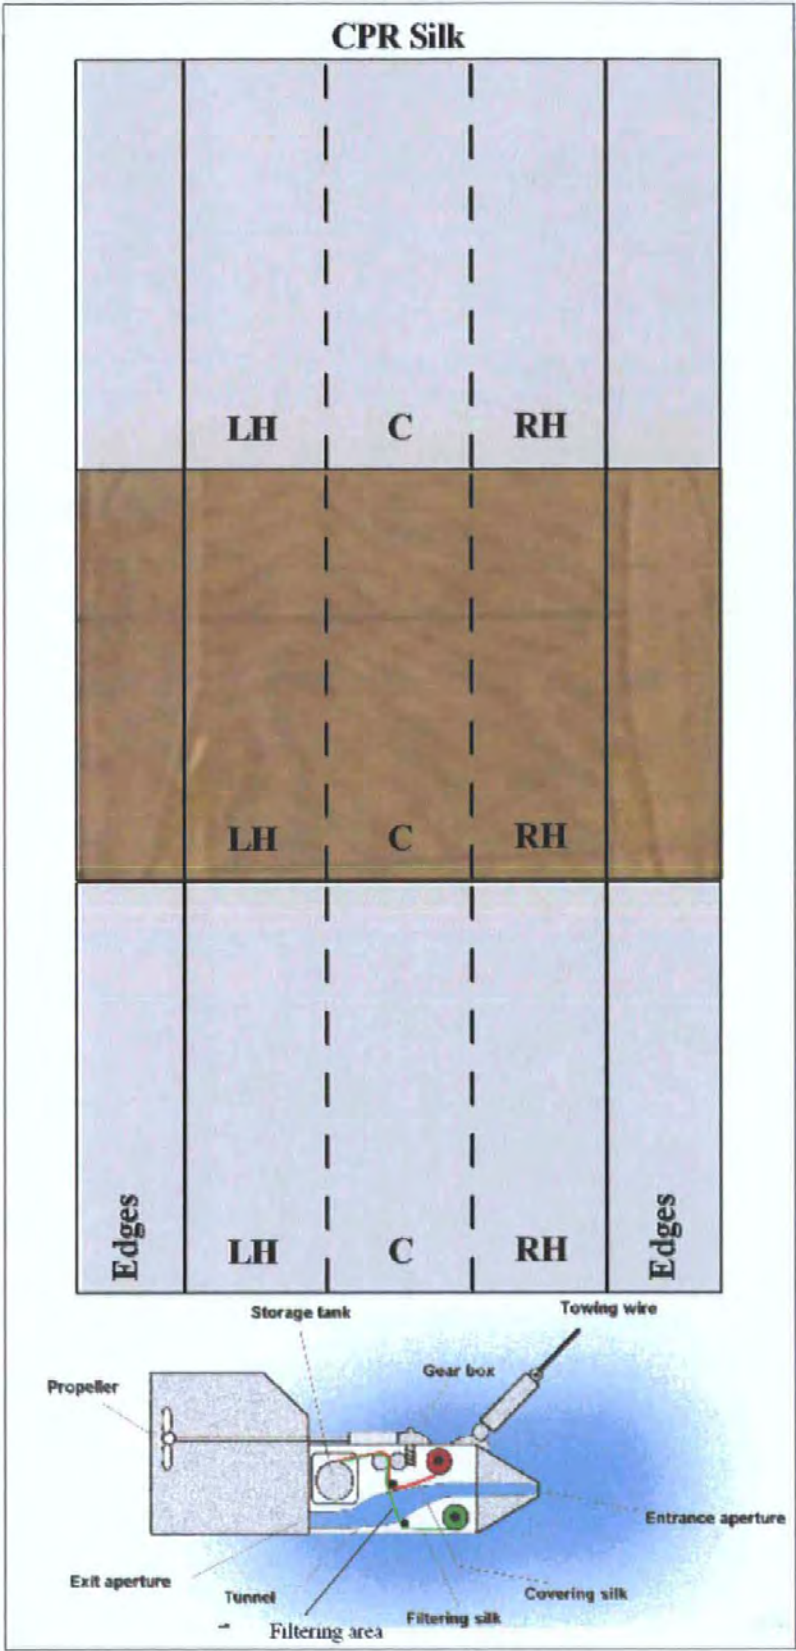 CPR Silk
LH C RH
LH C RH
Edges LH C RH Edges
Storage tank
Towing wire
Gear box
Propeller
Entrance aperture
Exit aperture
Tunnel
Covering silk
Filtering silk
Filtering area